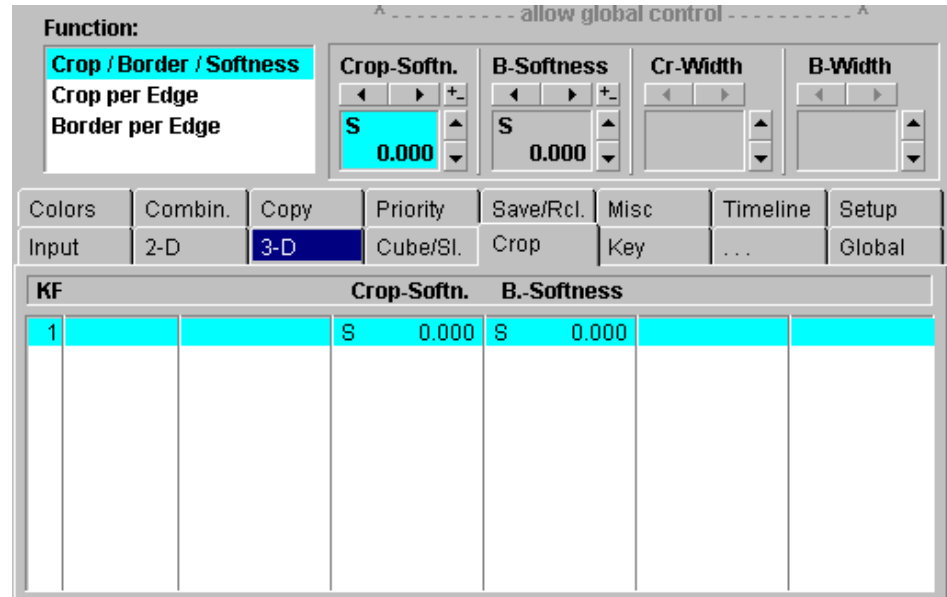 ^ - - - - - - - - - - allow global control - - - - - - - - - - ^
Function:
Crop / Border / Softness
Crop per Edge
Border per Edge
Crop-Softn. B-Softness Cr-Width B-Width
+- +-
S S
0.000 0.000
Colors Combin. Copy Priority Save/Rcl. Misc Timeline Setup
Input 2-D 3-D Cube/Sl. Crop Key . . . Global
KF Crop-Softn. B.-Softness
1 S 0.000 S 0.000